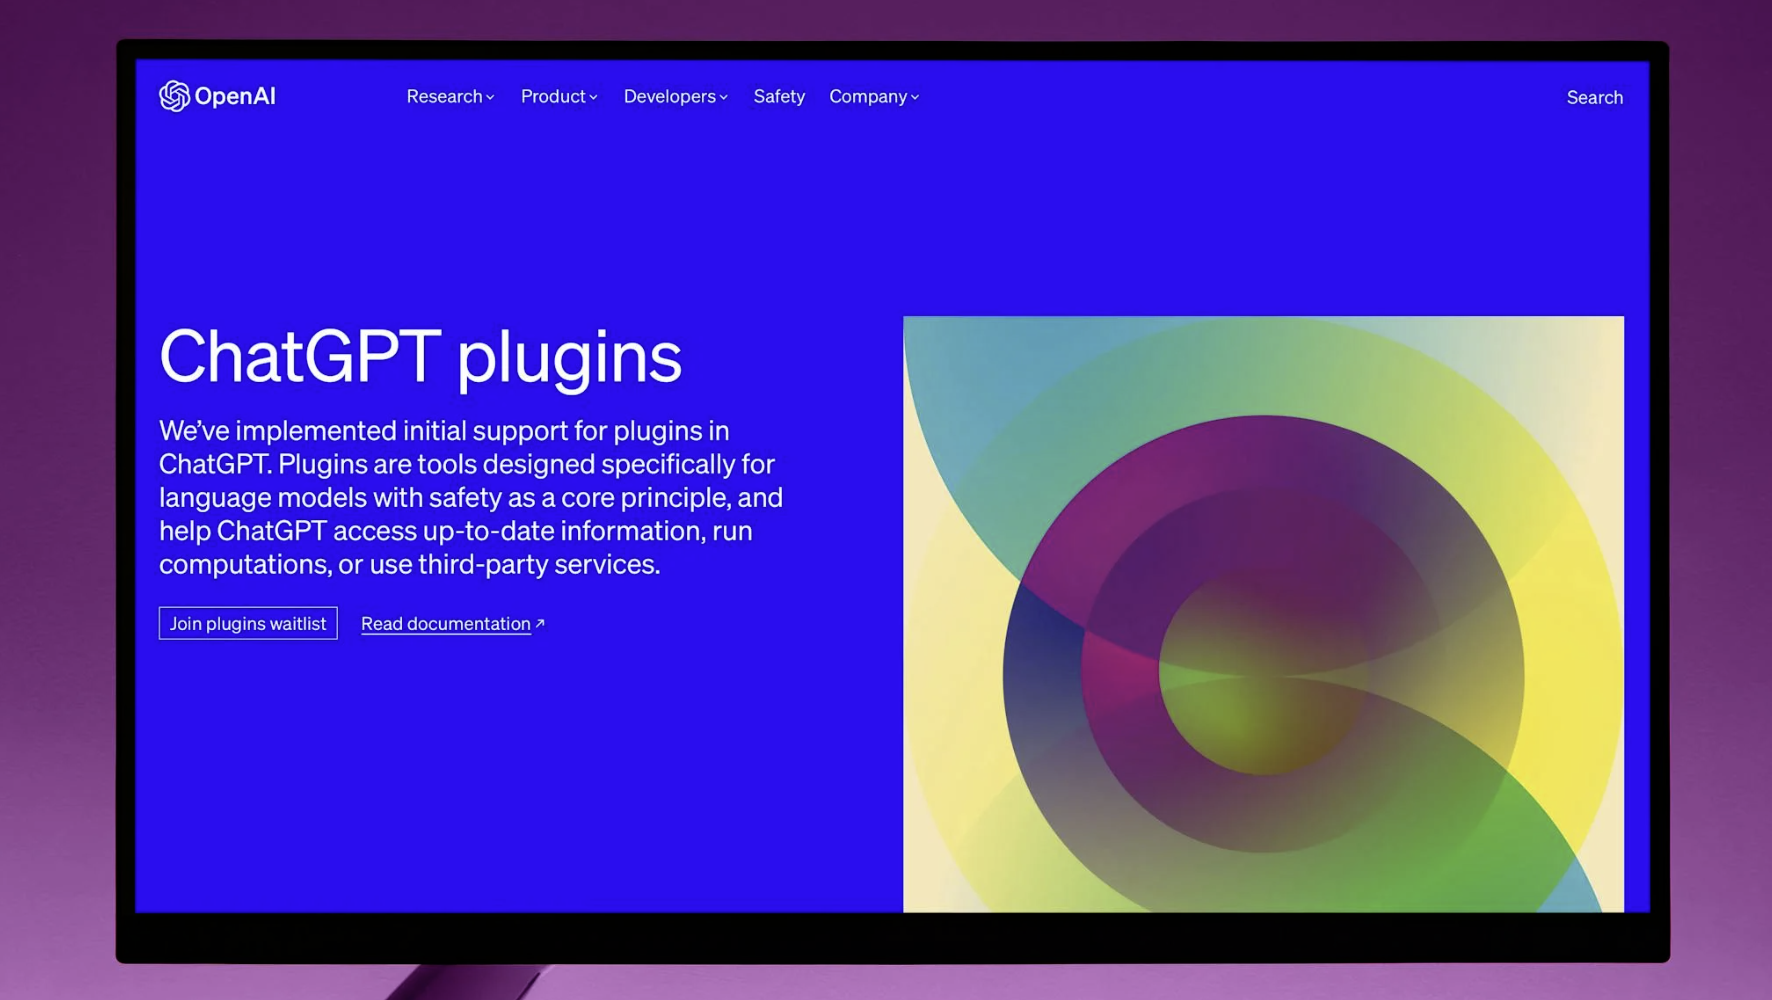 OpenAI
Research
Product
Developers
Safety
Company
Search
ChatGPT plugins
We’ve implemented initial support for plugins in
ChatGPT. Plugins are tools designed specifically for
language models with safety as a core principle, and
help ChatGPT access up-to-date information, run
computations, or use third-party services.
Join plugins waitlist
Read documentation ↗